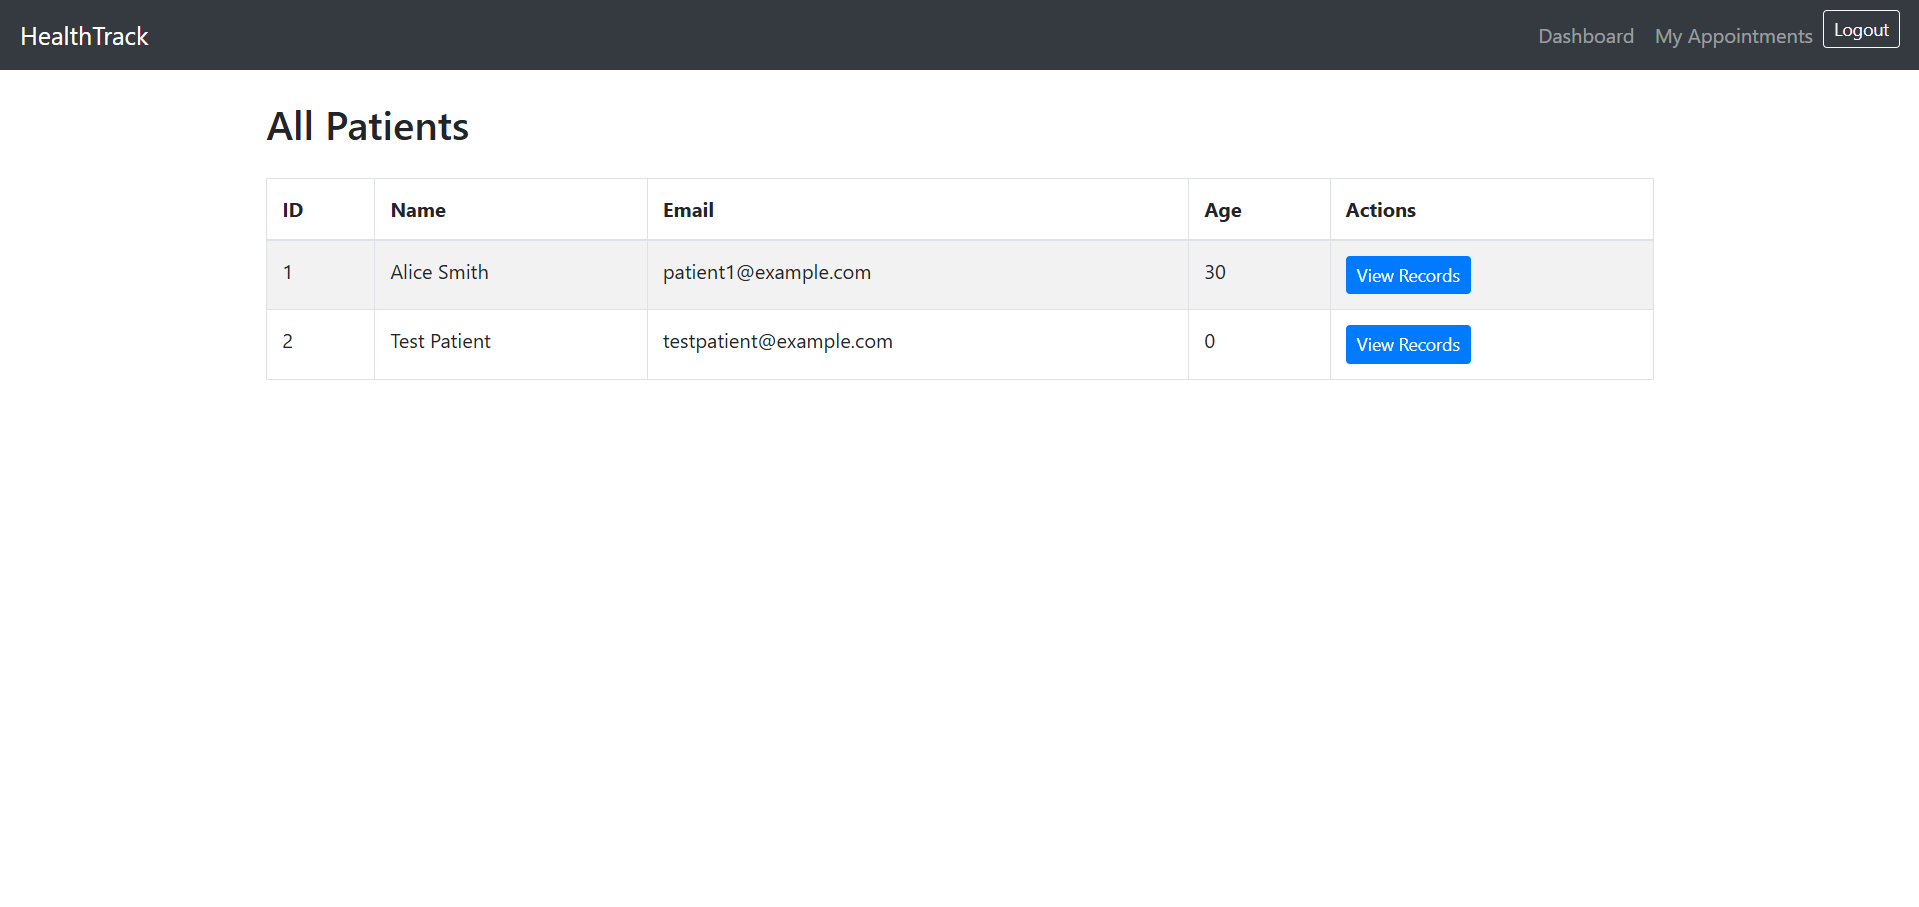 HealthTrack Dashboard My Appointments Logout
All Patients
ID Name Email Age Actions
1 Alice Smith patient1@example.com 30 View Records
2 Test Patient testpatient@example.com 0 View Records